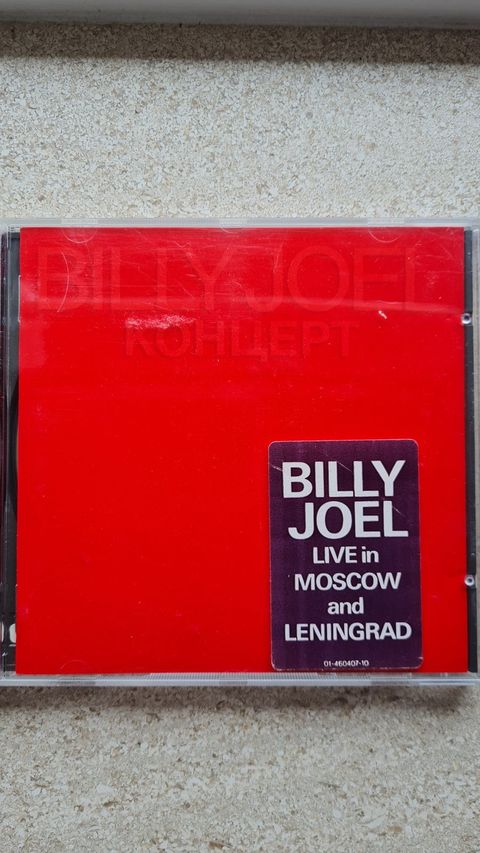 BILLY JOEL
КОНЦЕРТ
BILLY
JOEL
LIVE in
MOSCOW
and
LENINGRAD
01-460407-10